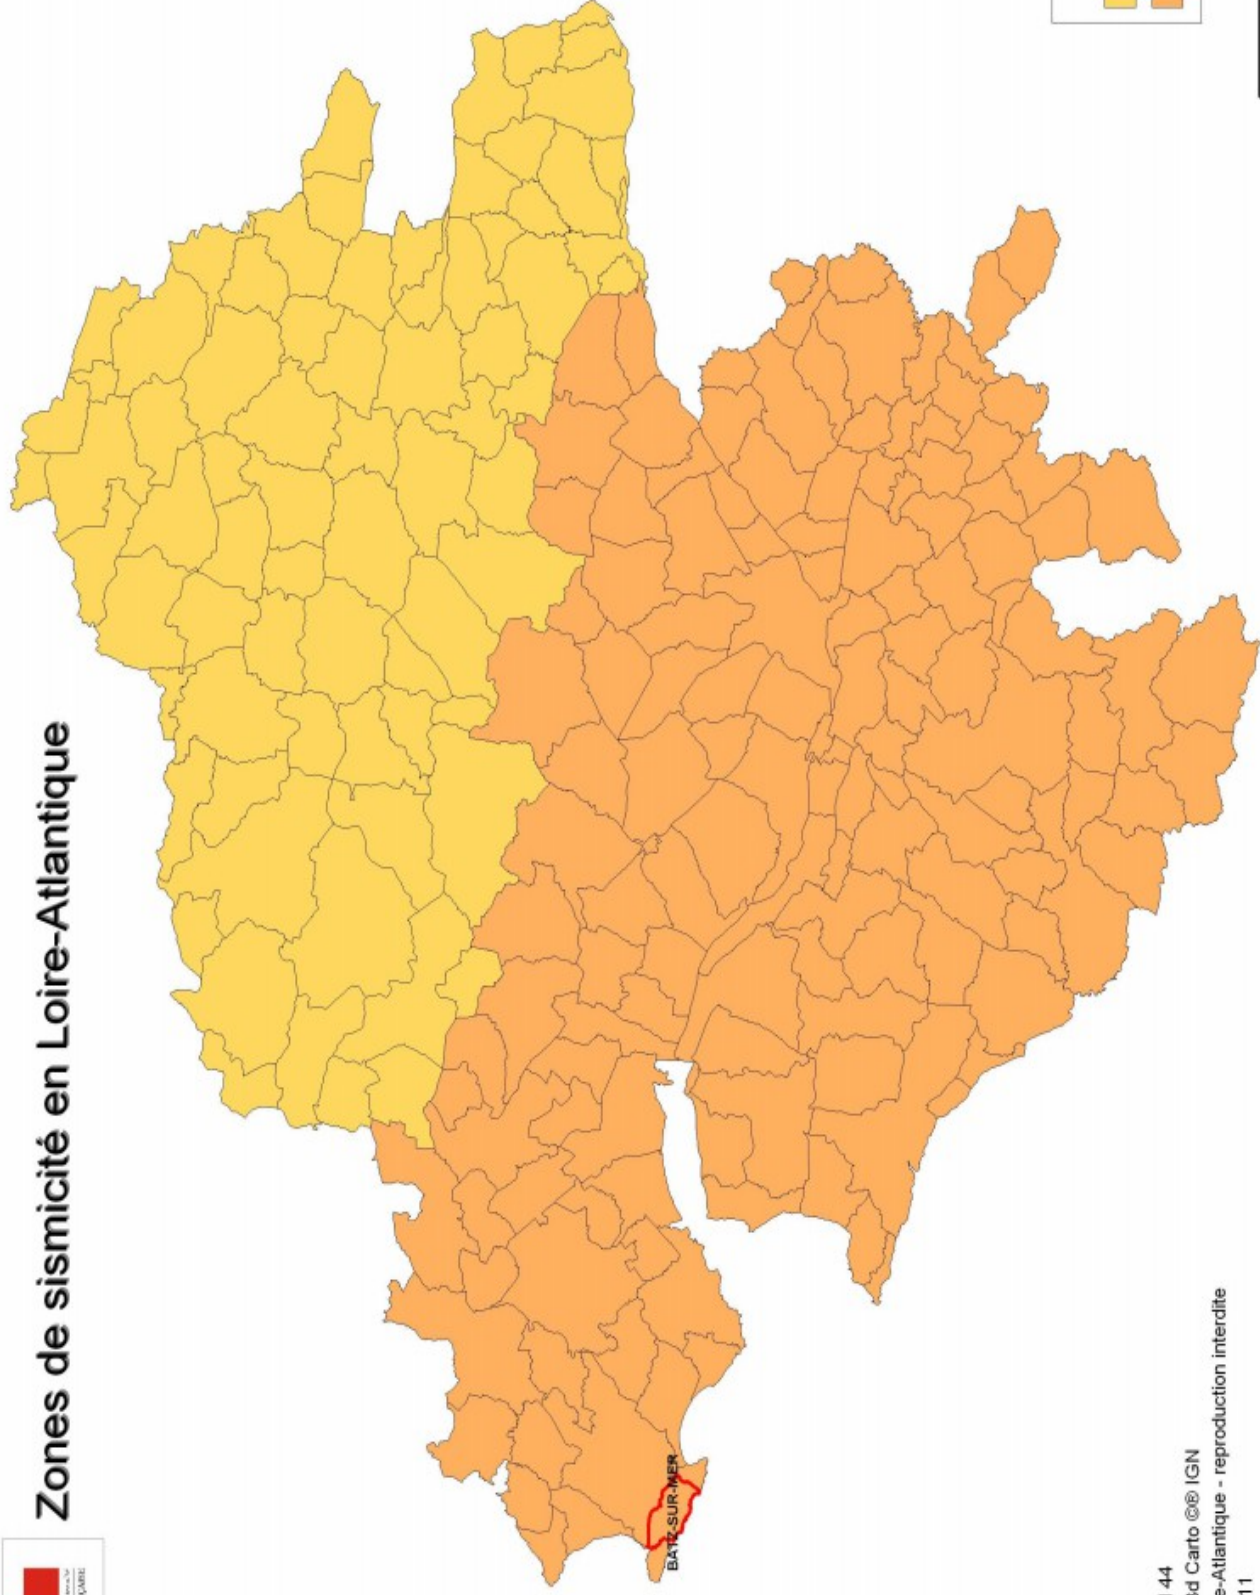 Zones de sismicité en Loire-Atlantique
BATZ-SUR-MER
44
d Carto ©® IGN
e-Atlantique - reproduction interdite
11